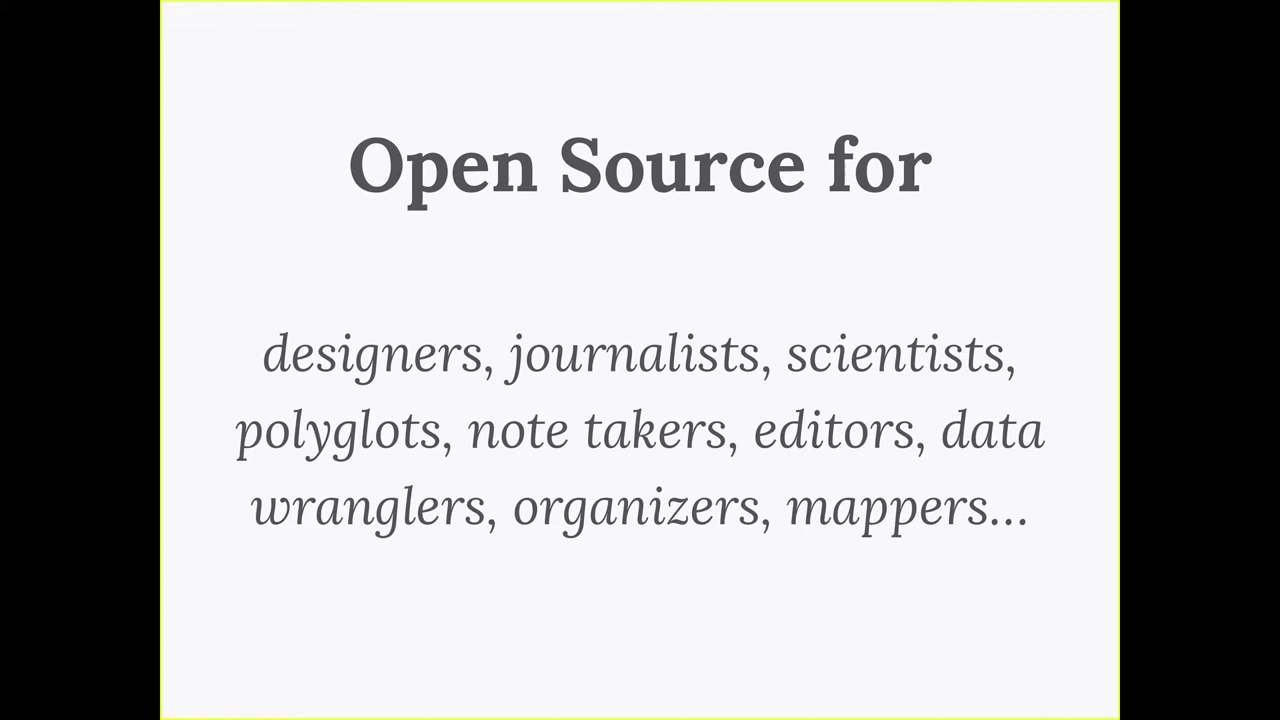 Open Source for
designers, journalists, scientists,
polyglots, note takers, editors, data
wranglers, organizers, mappers...